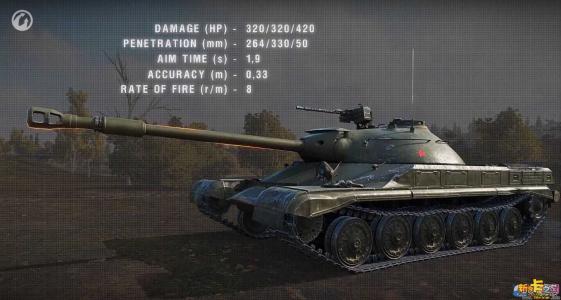 DAMAGE (HP) - 320/320/420
PENETRATION (mm) - 264/330/50
AIM TIME (s) - 1,9
ACCURACY (m) - 0,33
RATE OF FIRE (r/m) - 8